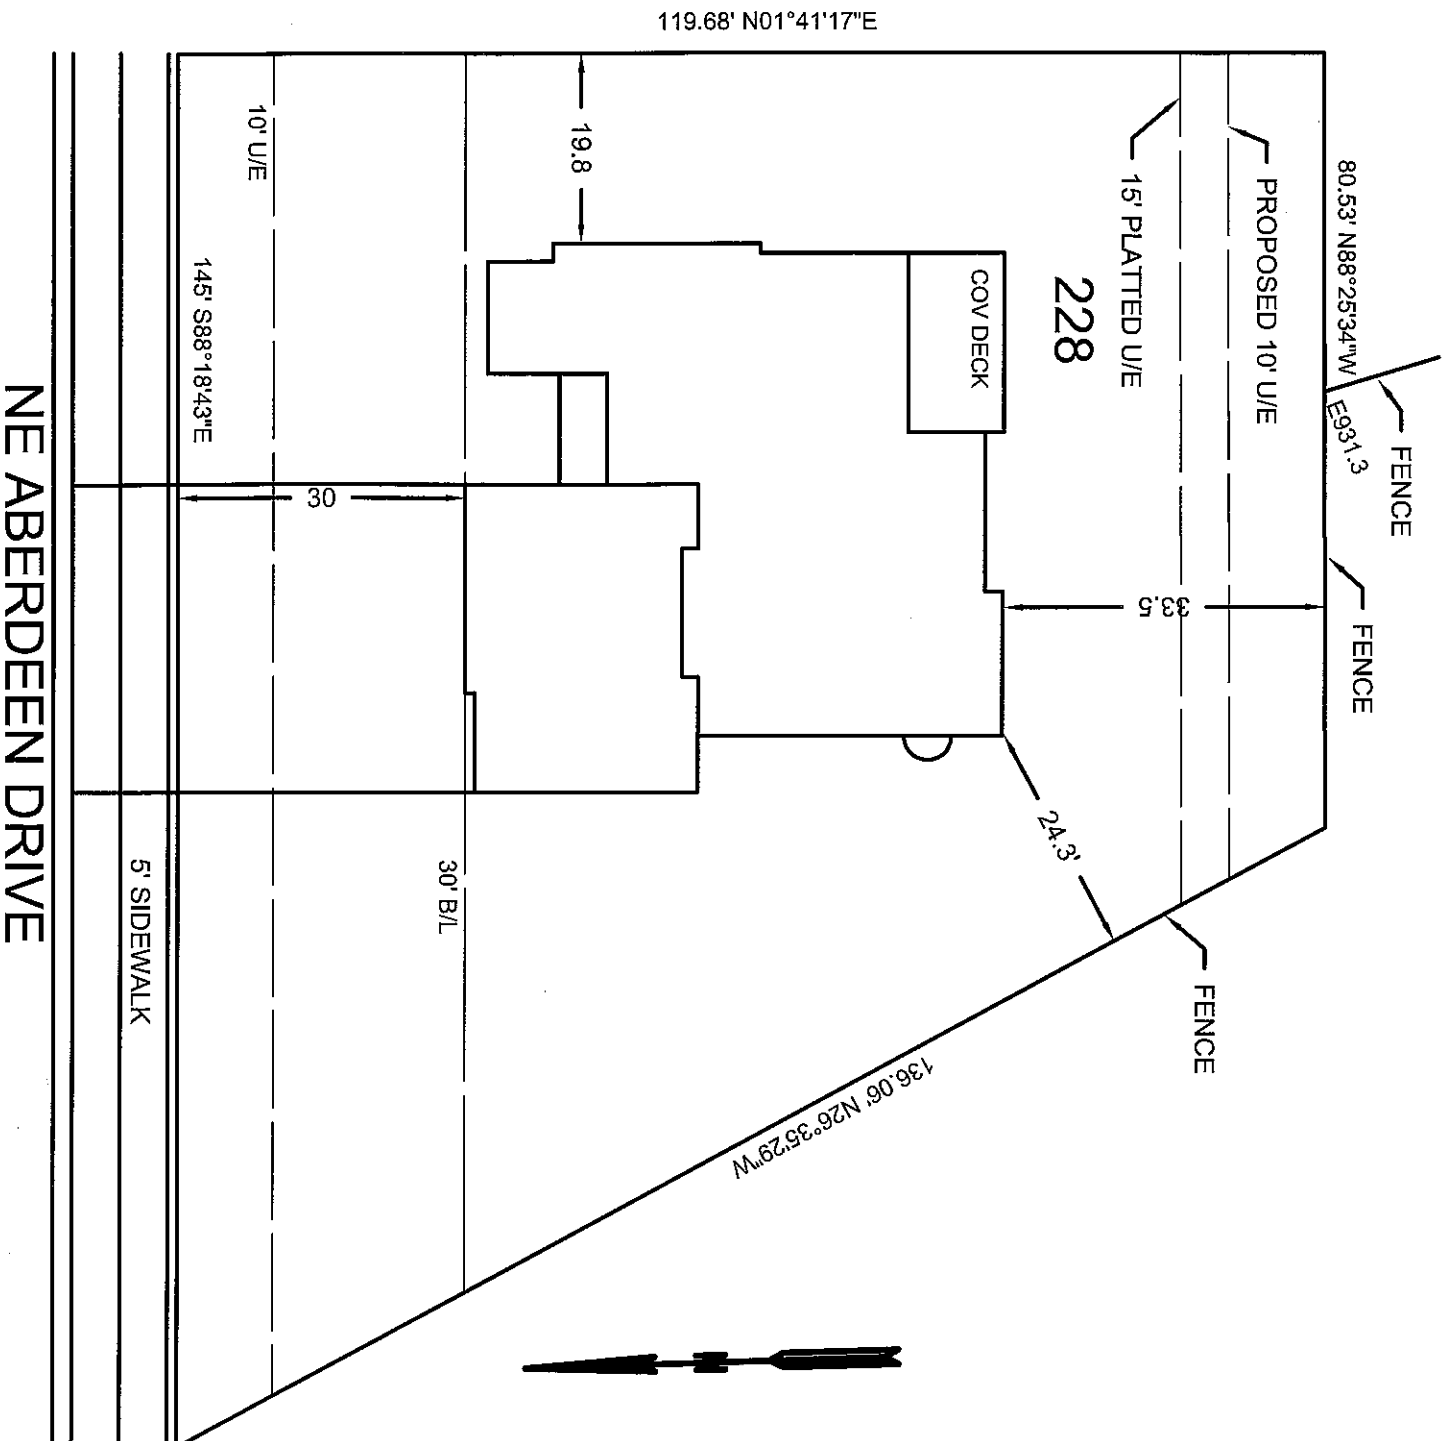 119.68' N01°41'17"E
80.53' N88°25'34"W
E931.3
FENCE
FENCE
PROPOSED 10' U/E
15' PLATTED U/E
228
COV DECK
19.8
33.5
24.3'
FENCE
136.06' N26°35'29"W
30' B/L
30
10' U/E
145' S88°18'43"E
5' SIDEWALK
NE ABERDEEN DRIVE
N